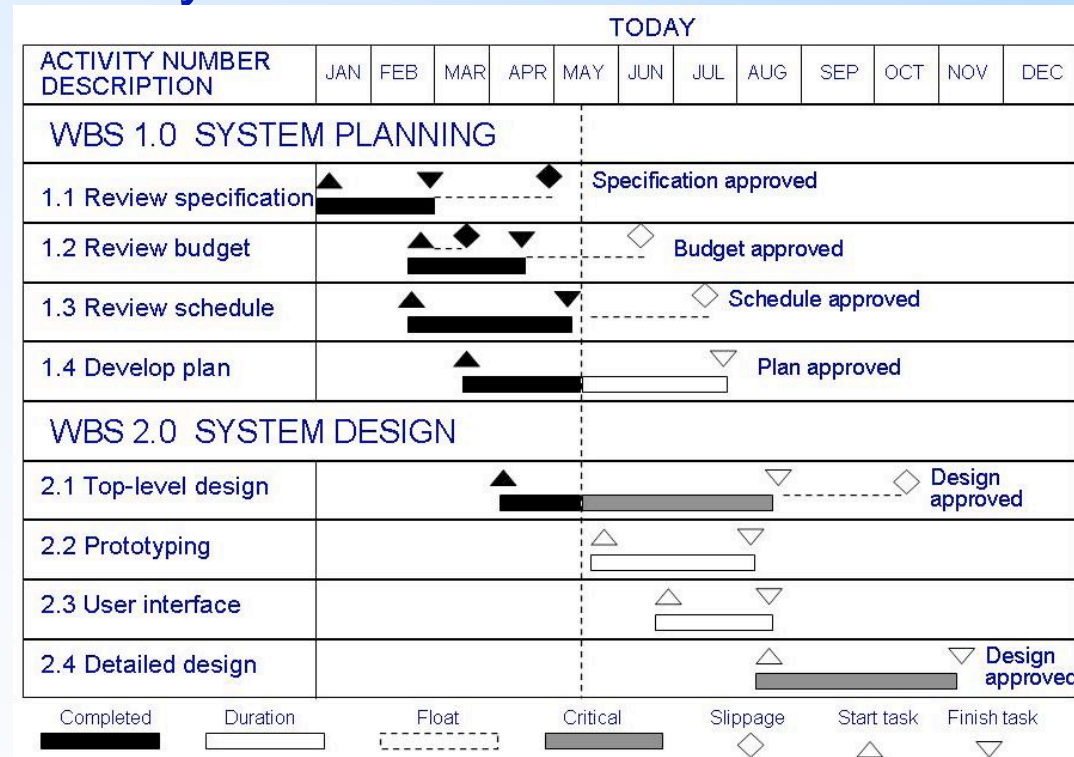 TODAY
ACTIVITY NUMBER
DESCRIPTION
JAN FEB MAR APR MAY JUN JUL AUG SEP OCT NOV DEC
WBS 1.0 SYSTEM PLANNING
1.1 Review specification
Specification approved
1.2 Review budget
Budget approved
1.3 Review schedule
Schedule approved
1.4 Develop plan
Plan approved
WBS 2.0 SYSTEM DESIGN
2.1 Top-level design
Design
approved
2.2 Prototyping
2.3 User interface
2.4 Detailed design
Design
approved
Completed Duration Float Critical Slippage Start task Finish task